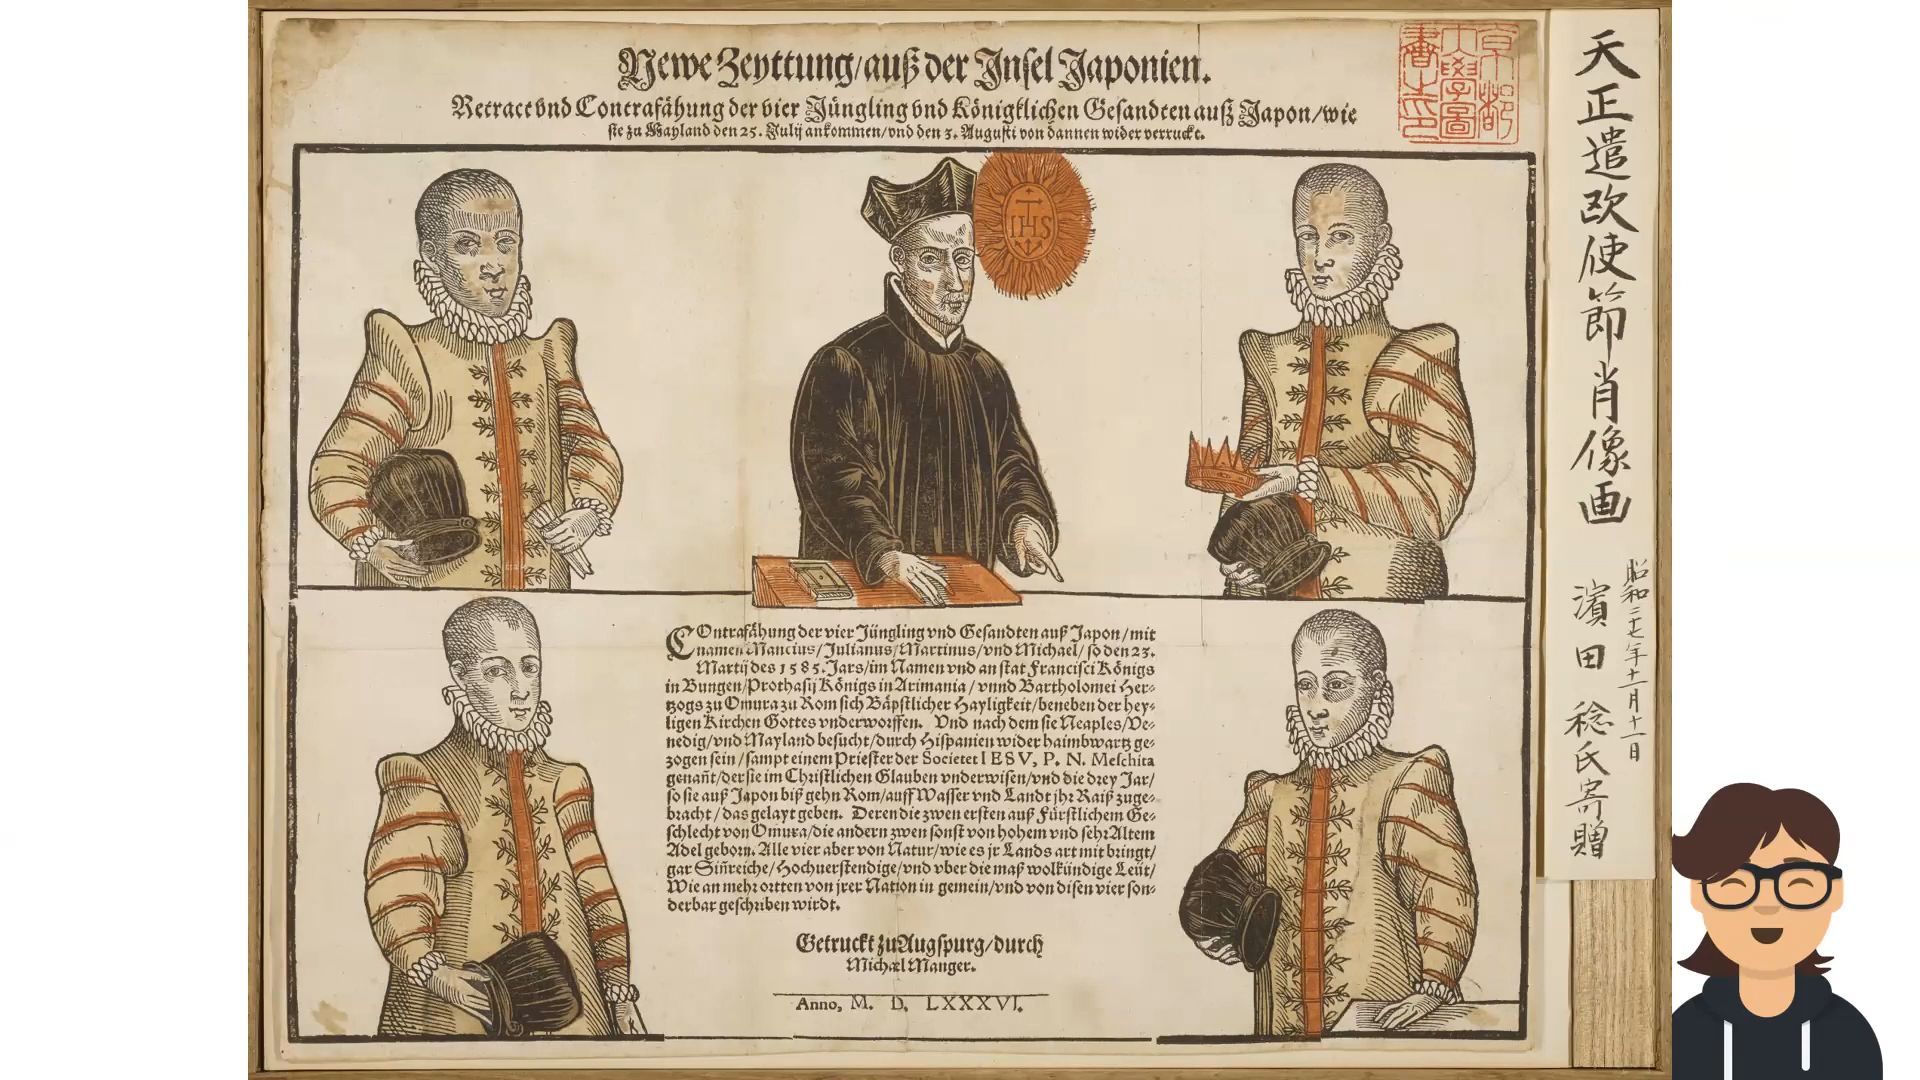 Newe Zeyttung/auß der Insel Japonien.
Retract vnd Contrafähung der vier Jüngling vnd Königklichen Gesandten auß Japon/wie
sie zu Mayland den 25. Julij ankommen/vnd den 3. Augusti von dannen wider verruckt.
IHS
COntrafähung der vier Jüngling vnd Gesandten auß Japon/mit
namen Mancius/Julianus/Martinus/vnd Michael/so den 23.
Martij des 1585. Jars/im Namen vnd an stat Francisci Königs
in Bungen/Prothasij Königs in Arimania/vnnd Bartholomei Her-
tzogs zu Omura zu Rom sich Bäpstlicher Hayligkeit/beneben der hey-
ligen Kirchen Gottes vnderworffen. Vnd nach dem sie Neaples/Ve-
nedig/vnd Mayland besucht/durch Hispanien wider haimbwartz ge-
zogen sein/sampt einem Priester der Societet IESV, P. N. Meschita
genañt/der sie im Christlichen Glauben vnderwisen/vnd die drey Jar/
so sie auß Japon biß gehn Rom/auff Wasser vnd Landt jhr Raiß zuge-
bracht/das gelayt geben. Deren die zwen ersten auß Fürstlichem Ge-
schlecht von Omura/die andern zwen sonst von hohem vnd sehr Altem
Adel geborn. Alle vier aber von Natur/wie es jr Lands art mit bringt/
gar Siñreiche/Hochuerstendige/vnd vber die maß wolkündige Leüt/
Wie an mehr ortten von jrer Nation in gemein/vnd von disen vier son-
derbar geschriben wirdt.
Getruckt zu Augspurg/durch
Michael Manger.
Anno, M. D. LXXXVI.
京都
大學圖
書之印
天正遣欧使節肖像画
昭和二十七年十一月十一日
濱田稔氏寄贈